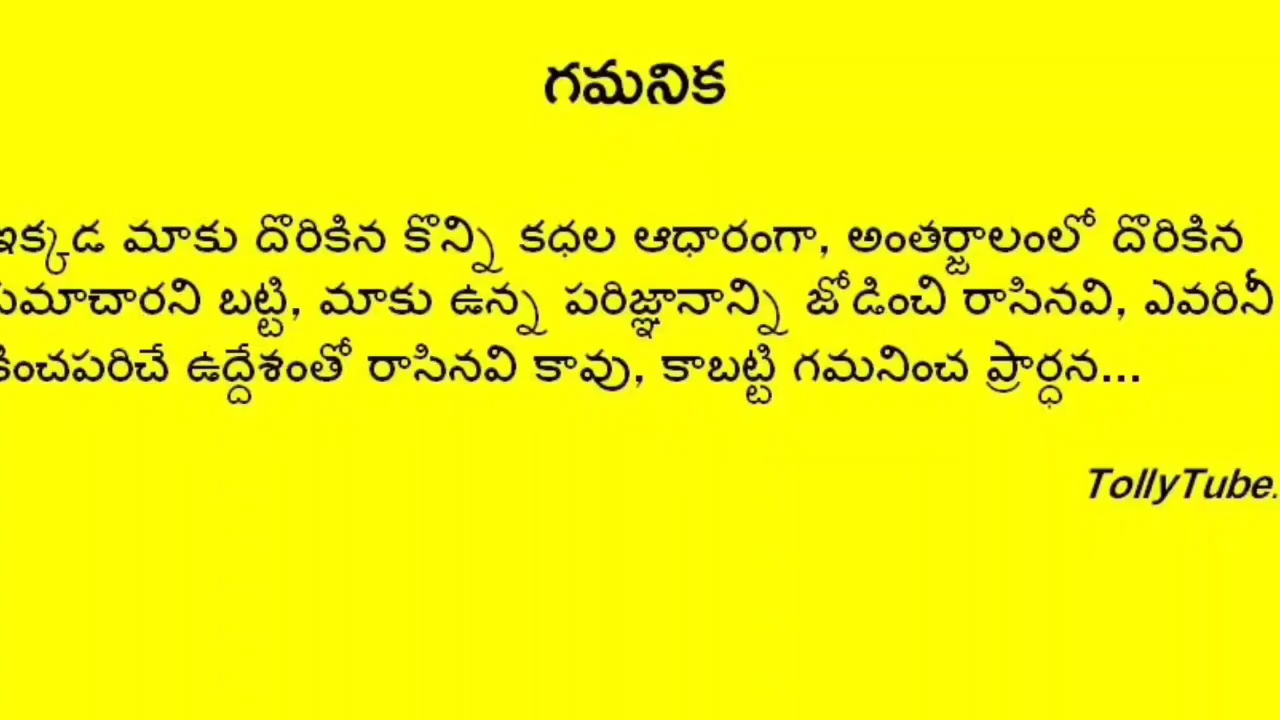 గమనిక
ఇక్కడ మాకు దొరికిన కొన్ని కధల ఆధారంగా, అంతర్జాలంలో దొరికిన
సమాచారని బట్టి, మాకు ఉన్న పరిజ్ఞానాన్ని జోడించి రాసినవి, ఎవరినీ
కించపరిచే ఉద్దేశంతో రాసినవి కావు, కాబట్టి గమనించ ప్రార్ధన...
TollyTube.